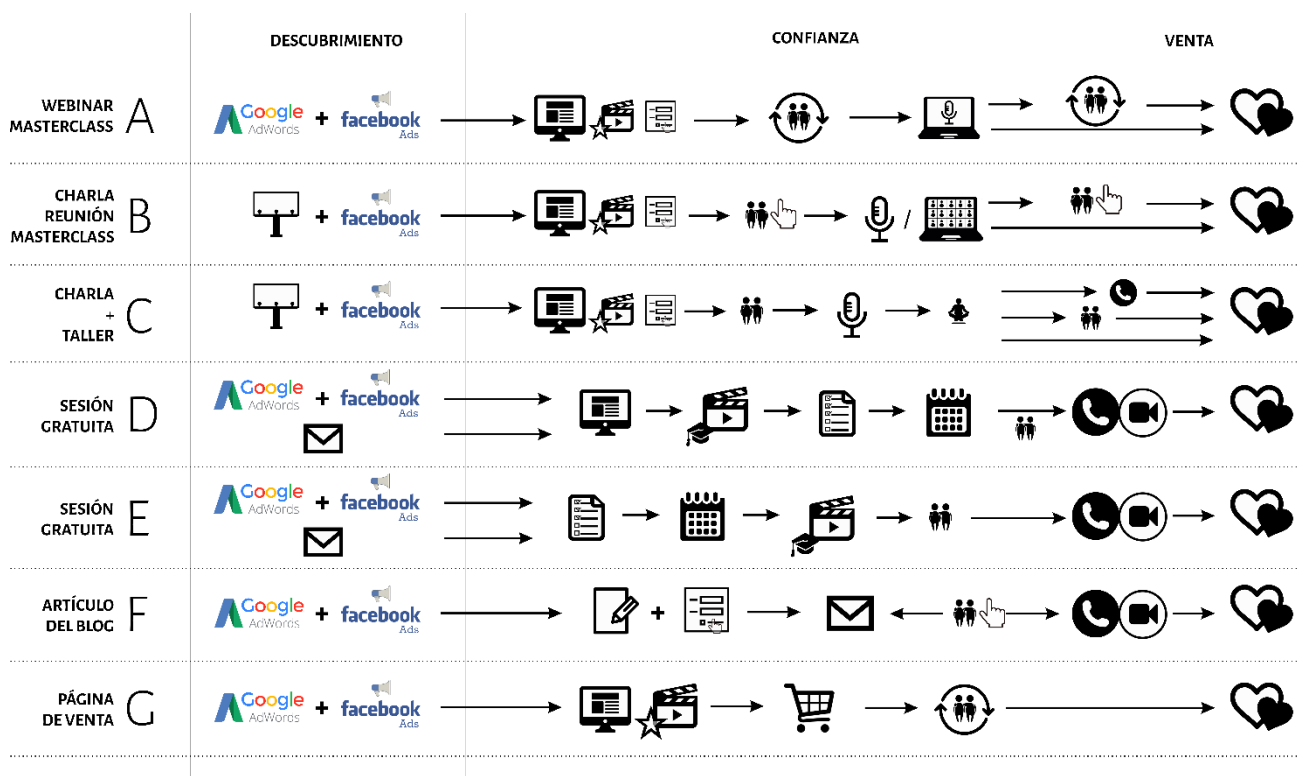 DESCUBRIMIENTO
CONFIANZA
VENTA
WEBINAR
MASTERCLASS
A
Google
AdWords
+
facebook
Ads
CHARLA
REUNIÓN
MASTERCLASS
B
+
facebook
Ads
/
CHARLA
+
TALLER
C
+
facebook
Ads
SESIÓN
GRATUITA
D
Google
AdWords
+
facebook
Ads
SESIÓN
GRATUITA
E
Google
AdWords
+
facebook
Ads
ARTÍCULO
DEL BLOG
F
Google
AdWords
+
facebook
Ads
+
PÁGINA
DE VENTA
G
Google
AdWords
+
facebook
Ads